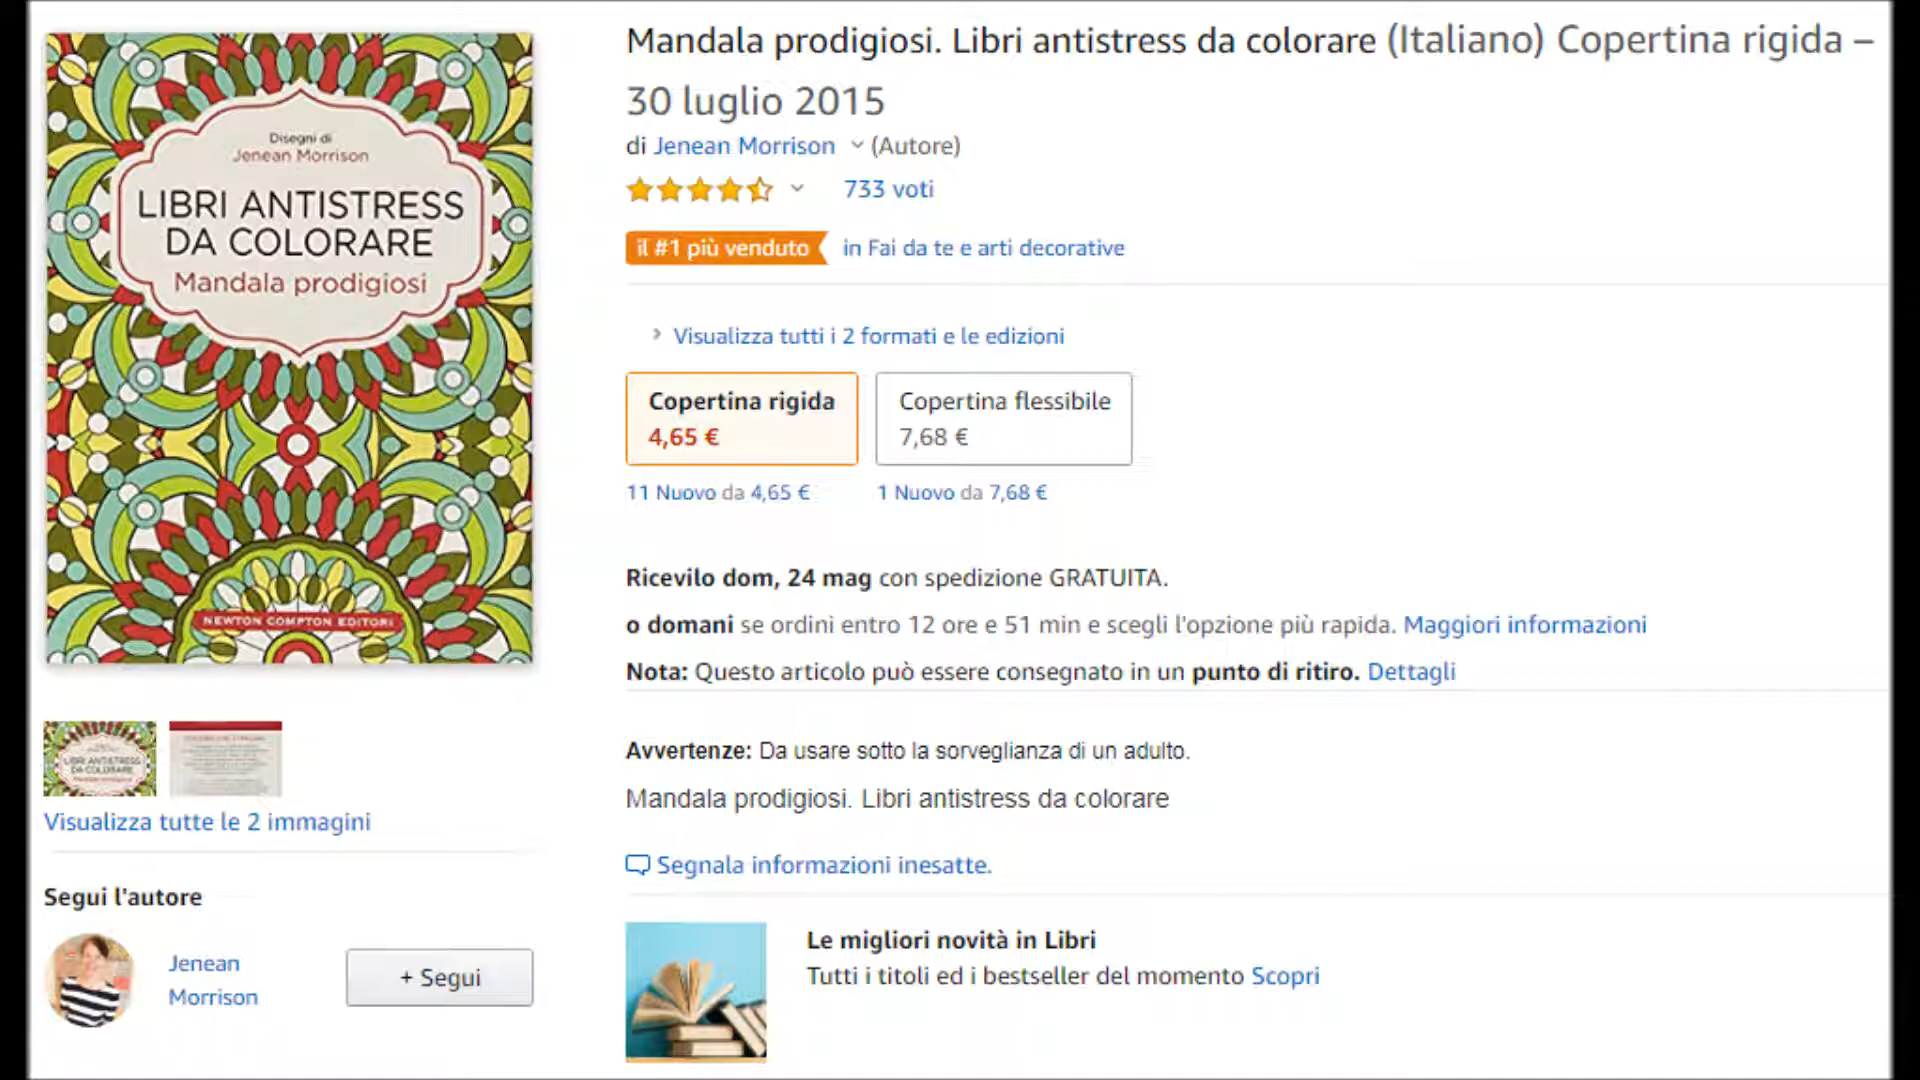 Disegni di
Jenean Morrison
LIBRI ANTISTRESS
DA COLORARE
Mandala prodigiosi
NEWTON COMPTON EDITORI
LIBRI ANTISTRESS
DA COLORARE
Visualizza tutte le 2 immagini
Segui l'autore
Jenean
Morrison
+ Segui
Mandala prodigiosi. Libri antistress da colorare (Italiano) Copertina rigida –
30 luglio 2015
di Jenean Morrison (Autore)
733 voti
il #1 più venduto in Fai da te e arti decorative
Visualizza tutti i 2 formati e le edizioni
Copertina rigida
4,65 €
Copertina flessibile
7,68 €
11 Nuovo da 4,65 €
1 Nuovo da 7,68 €
Ricevilo dom, 24 mag con spedizione GRATUITA.
o domani se ordini entro 12 ore e 51 min e scegli l'opzione più rapida. Maggiori informazioni
Nota: Questo articolo può essere consegnato in un punto di ritiro. Dettagli
Avvertenze: Da usare sotto la sorveglianza di un adulto.
Mandala prodigiosi. Libri antistress da colorare
Segnala informazioni inesatte.
Le migliori novità in Libri
Tutti i titoli ed i bestseller del momento Scopri